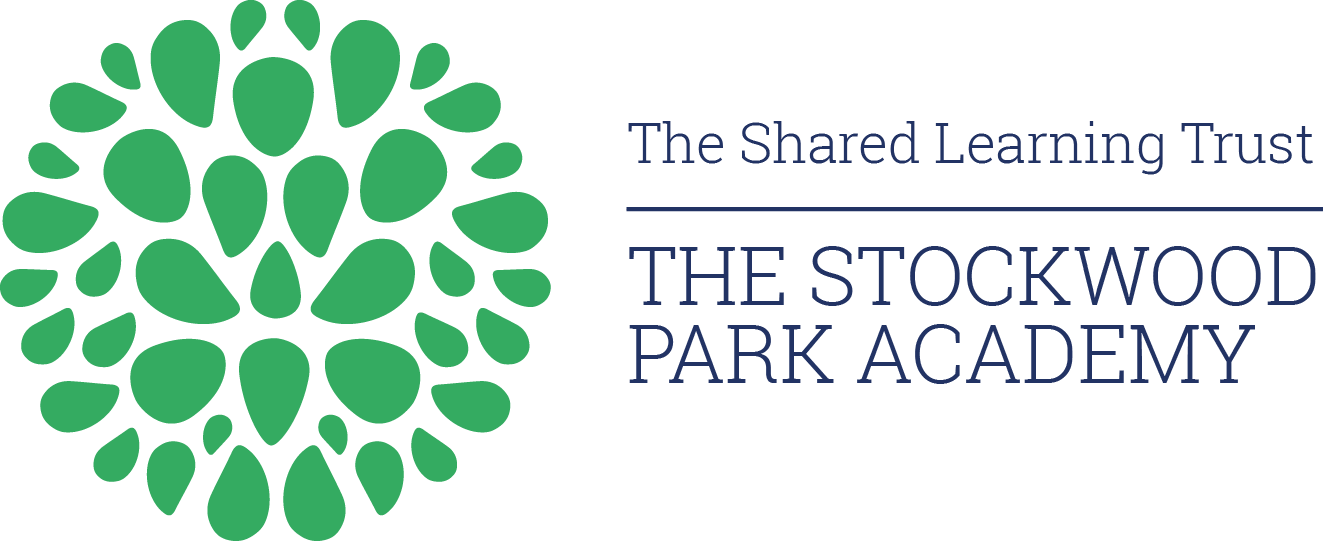 The Shared Learning Trust
THE STOCKWOOD
PARK ACADEMY